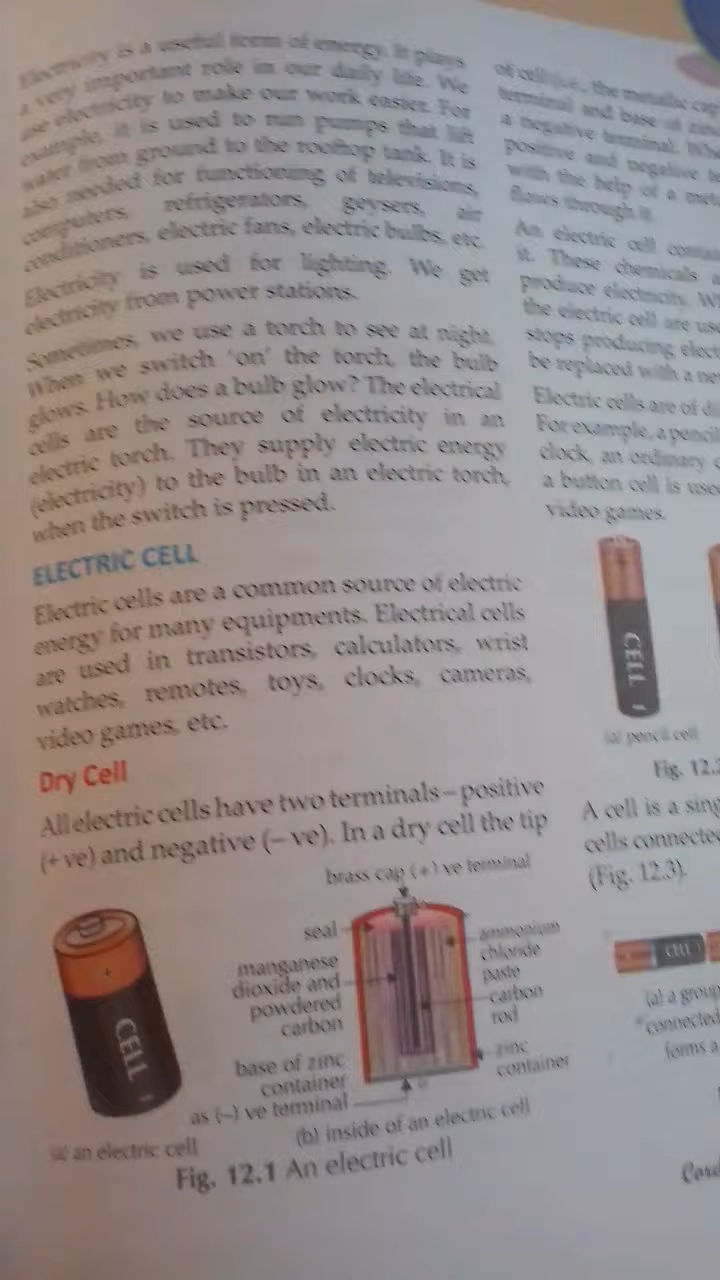 Electricity is a useful form of energy. It plays
a very important role in our daily life. We
use electricity to make our work easier. For
example, it is used to run pumps that lift
water from ground to the rooftop tank. It is
also needed for functioning of televisions,
computers, refrigerators, geysers, air
conditioners, electric fans, electric bulbs, etc.
Electricity is used for lighting. We get
electricity from power stations.
Sometimes, we use a torch to see at night.
When we switch 'on' the torch, the bulb
glows. How does a bulb glow? The electrical
cells are the source of electricity in an
electric torch. They supply electric energy
(electricity) to the bulb in an electric torch,
when the switch is pressed.
ELECTRIC CELL
Electric cells are a common source of electric
energy for many equipments. Electrical cells
are used in transistors, calculators, wrist
watches, remotes, toys, clocks, cameras,
video games, etc.
Dry Cell
All electric cells have two terminals–positive
(+ ve) and negative (– ve). In a dry cell the tip
brass cap (+) ve terminal
seal
manganese
dioxide and
powdered
carbon
base of zinc
container
as (–) ve terminal
ammonium
chloride
paste
carbon
rod
zinc
container
CELL
(a) an electric cell
(b) inside of an electric cell
Fig. 12.1 An electric cell
of cell i.e., the metallic cap
terminal and base of zinc
a negative terminal.
positive and negative
with the help of a
flows through it.
An electric cell
it. These chemicals
produce electricity.
the electric cell are
stops producing
be replaced with a
Electric cells are of
For example, a pencil
clock, an ordinary
a button cell is used
video games.
CELL
(a) pencil cell
Fig. 12.2
A cell is a
cells
(Fig. 12.3).
CELL
(a) a group
connected
forms a